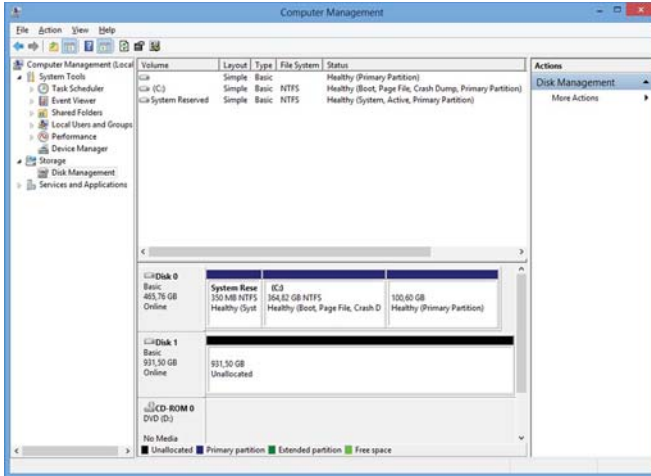 Computer Management
File Action View Help
Computer Management (Local
System Tools
Task Scheduler
Event Viewer
Shared Folders
Local Users and Groups
Performance
Device Manager
Storage
Disk Management
Services and Applications
Volume Layout Type File System Status
Simple Basic Healthy (Primary Partition)
(C:) Simple Basic NTFS Healthy (Boot, Page File, Crash Dump, Primary Partition)
System Reserved Simple Basic NTFS Healthy (System, Active, Primary Partition)
Disk 0
Basic
465,76 GB
Online
System Rese
350 MB NTFS
Healthy (Syst
(C:)
364,82 GB NTFS
Healthy (Boot, Page File, Crash D
100,60 GB
Healthy (Primary Partition)
Disk 1
Basic
931,50 GB
Online
931,50 GB
Unallocated
CD-ROM 0
DVD (D:)
No Media
Unallocated Primary partition Extended partition Free space
Actions
Disk Management
More Actions